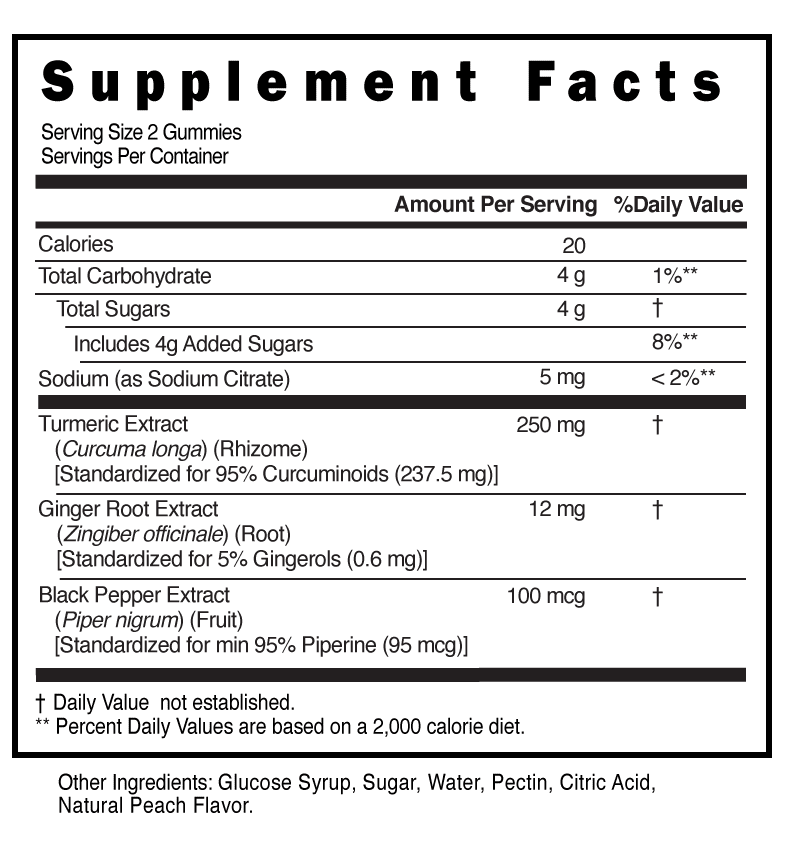 Supplement Facts
Serving Size 2 Gummies
Servings Per Container
Amount Per Serving %Daily Value
Calories 20
Total Carbohydrate 4 g 1%**
Total Sugars 4 g †
Includes 4g Added Sugars 8%**
Sodium (as Sodium Citrate) 5 mg < 2%**
Turmeric Extract 250 mg †
(Curcuma longa) (Rhizome)
[Standardized for 95% Curcuminoids (237.5 mg)]
Ginger Root Extract 12 mg †
(Zingiber officinale) (Root)
[Standardized for 5% Gingerols (0.6 mg)]
Black Pepper Extract 100 mcg †
(Piper nigrum) (Fruit)
[Standardized for min 95% Piperine (95 mcg)]
† Daily Value not established.
** Percent Daily Values are based on a 2,000 calorie diet.
Other Ingredients: Glucose Syrup, Sugar, Water, Pectin, Citric Acid,
Natural Peach Flavor.